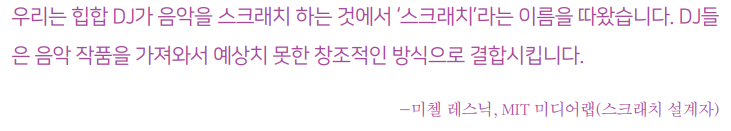 우리는 힙합 DJ가 음악을 스크래치 하는 것에서 ‘스크래치’라는 이름을 따왔습니다. DJ들
은 음악 작품을 가져와서 예상치 못한 창조적인 방식으로 결합시킵니다.
–미첼 레스닉, MIT 미디어랩(스크래치 설계자)